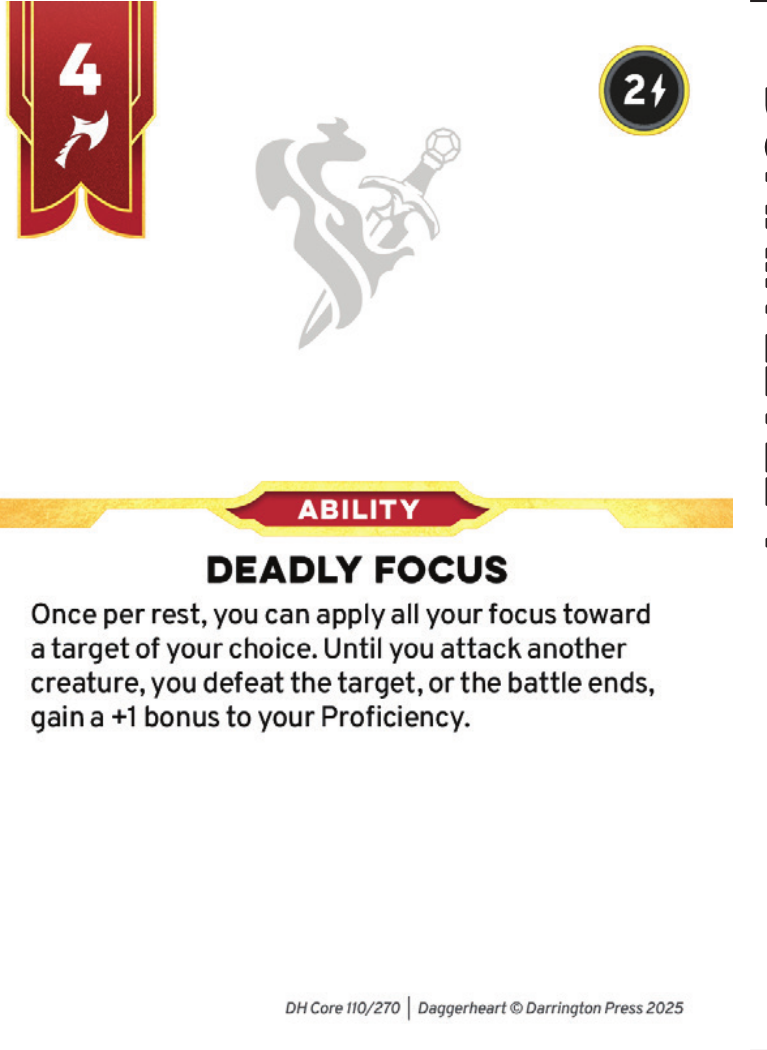 4
2
ABILITY
DEADLY FOCUS
Once per rest, you can apply all your focus toward
a target of your choice. Until you attack another
creature, you defeat the target, or the battle ends,
gain a +1 bonus to your Proficiency.
DH Core 110/270 | Daggerheart © Darrington Press 2025